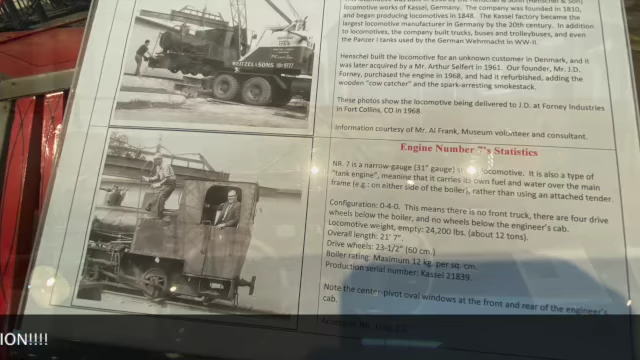 locomotive works of Kassel, Germany. The company was founded in 1810,
and began producing locomotives in 1848. The Kassel factory became the
largest locomotive manufacturer in Germany by the 20th century. In addition
to locomotives, the company built trucks, buses and trolleybuses, and even
the Panzer I tanks used by the German Wehrmacht in WW-II.
Henschel built the locomotive for an unknown customer in Denmark, and it
was later acquired by a Mr. Arthur Seifert in 1961. Our founder, Mr. J.D.
Forney, purchased the engine in 1968, and had it refurbished, adding the
wooden "cow catcher" and the spark-arresting smokestack.
These photos show the locomotive being delivered to J.D. at Forney Industries
in Fort Collins, CO in 1968.
Information courtesy of Mr. Al Frank, Museum volunteer and consultant.
WEITZEL & SONS
Engine Number 7's Statistics
NR. 7 is a narrow-gauge (31" gauge) locomotive. It is also a type of
"tank engine", meaning that it carries its own fuel and water over the main
frame (e.g.: on either side of the boiler), rather than using an attached tender.
Configuration: 0-4-0. This means there is no front truck, there are four drive
wheels below the boiler, and no wheels below the engineer's cab.
Locomotive weight, empty: 24,200 lbs. (about 12 tons).
Overall length: 21' 7".
Drive wheels: 23-1/2" (60 cm.)
Boiler rating: Maximum 12 kg. per sq. cm.
Production serial number: Kassel 21839.
Note the center-pivot oval windows at the front and rear of the engineer's
cab.
ION!!!!